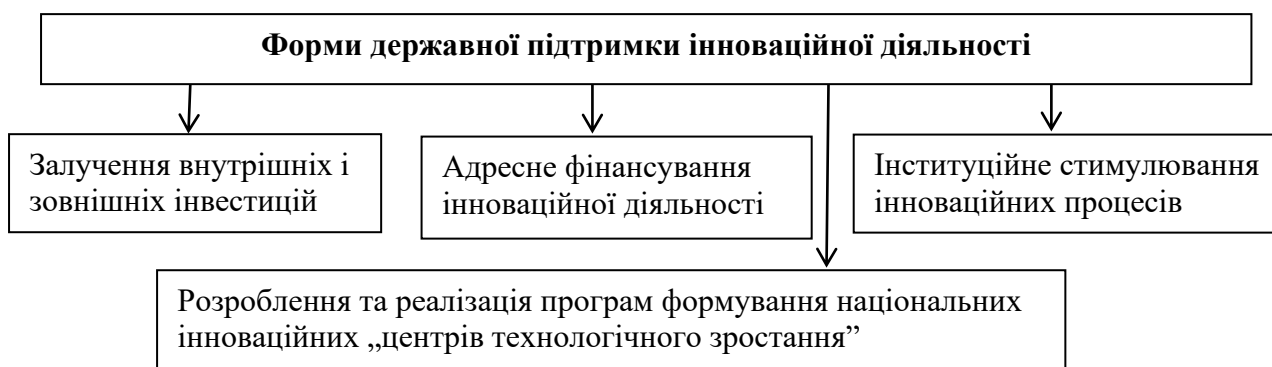 Форми державної підтримки інноваційної діяльності
Залучення внутрішніх і
зовнішніх інвестицій
Адресне фінансування
інноваційної діяльності
Інституційне стимулювання
інноваційних процесів
Розроблення та реалізація програм формування національних
інноваційних „центрів технологічного зростання”